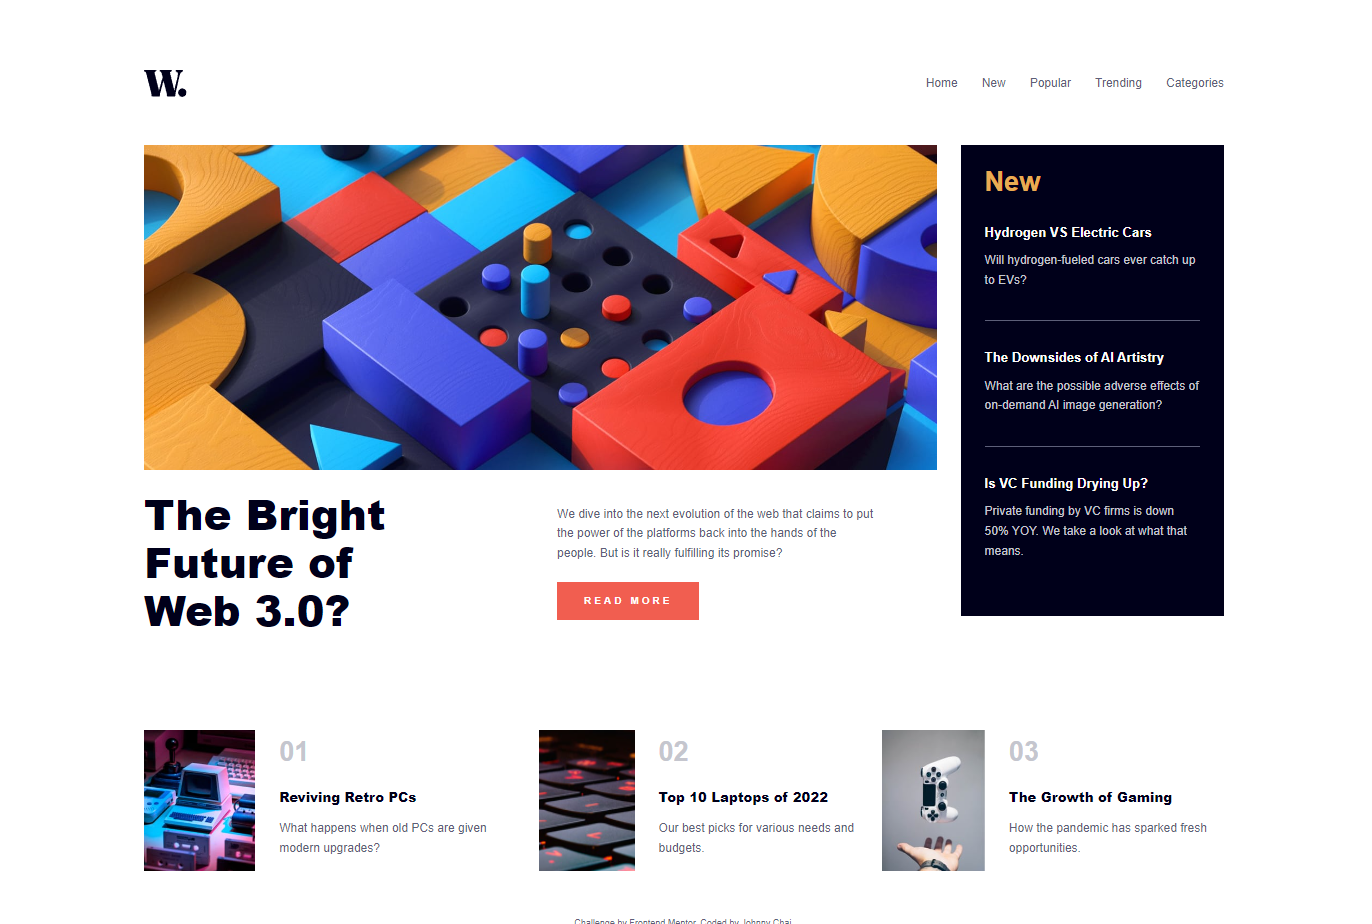 W.
Home New Popular Trending Categories
New
Hydrogen VS Electric Cars
Will hydrogen-fueled cars ever catch up
to EVs?
The Downsides of AI Artistry
What are the possible adverse effects of
on-demand AI image generation?
Is VC Funding Drying Up?
Private funding by VC firms is down
50% YOY. We take a look at what that
means.
The Bright
Future of
Web 3.0?
We dive into the next evolution of the web that claims to put
the power of the platforms back into the hands of the
people. But is it really fulfilling its promise?
READ MORE
01
Reviving Retro PCs
What happens when old PCs are given
modern upgrades?
02
Top 10 Laptops of 2022
Our best picks for various needs and
budgets.
03
The Growth of Gaming
How the pandemic has sparked fresh
opportunities.
Challenge by Frontend Mentor. Coded by Johnny Chai.